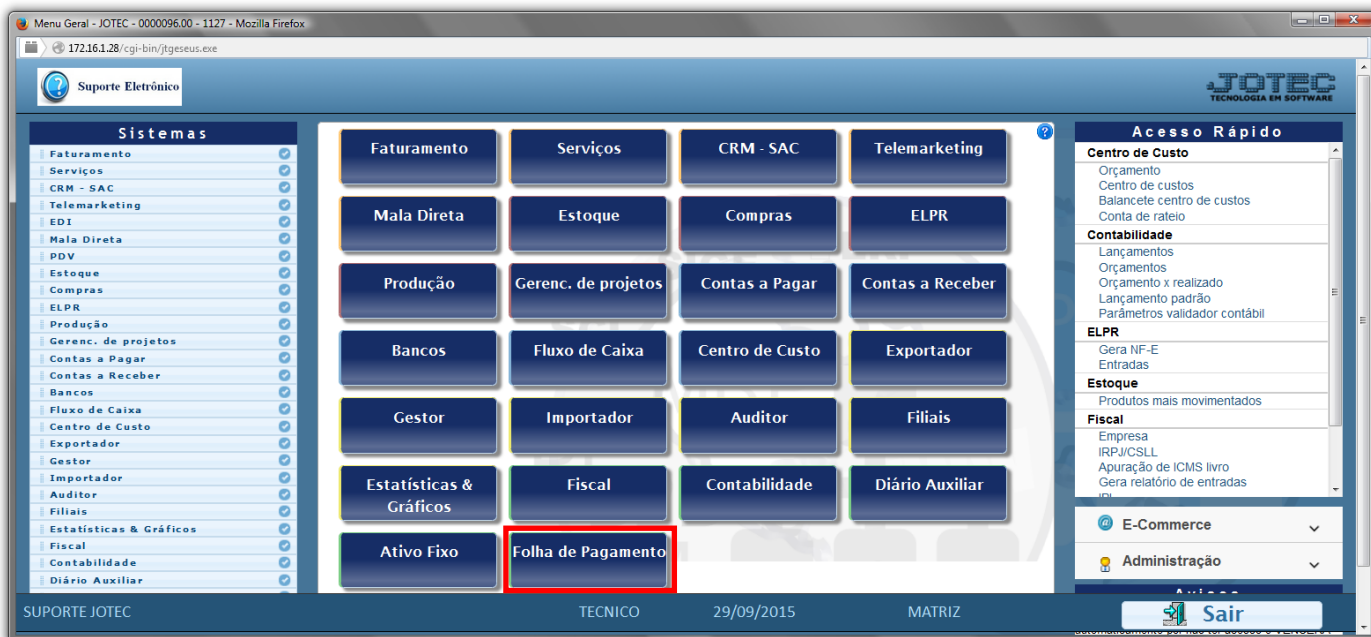 Menu Geral - JOTEC - 0000096.00 - 1127 - Mozilla Firefox
172.16.1.28/cgi-bin/jtgeseus.exe
Suporte Eletrônico
JOTEC
TECNOLOGIA EM SOFTWARE
Sistemas
Faturamento
Serviços
CRM - SAC
Telemarketing
EDI
Mala Direta
PDV
Estoque
Compras
ELPR
Produção
Gerenc. de projetos
Contas a Pagar
Contas a Receber
Bancos
Fluxo de Caixa
Centro de Custo
Exportador
Gestor
Importador
Auditor
Filiais
Estatísticas & Gráficos
Fiscal
Contabilidade
Diário Auxiliar
Faturamento
Serviços
CRM - SAC
Telemarketing
Mala Direta
Estoque
Compras
ELPR
Produção
Gerenc. de projetos
Contas a Pagar
Contas a Receber
Bancos
Fluxo de Caixa
Centro de Custo
Exportador
Gestor
Importador
Auditor
Filiais
Estatísticas &
Gráficos
Fiscal
Contabilidade
Diário Auxiliar
Ativo Fixo
Folha de Pagamento
Acesso Rápido
Centro de Custo
Orçamento
Centro de custos
Balancete centro de custos
Conta de rateio
Contabilidade
Lançamentos
Orçamentos
Orçamento x realizado
Lançamento padrão
Parâmetros validador contábil
ELPR
Gera NF-E
Entradas
Estoque
Produtos mais movimentados
Fiscal
Empresa
IRPJ/CSLL
Apuração de ICMS livro
Gera relatório de entradas
E-Commerce
Administração
SUPORTE JOTEC
TECNICO
29/09/2015
MATRIZ
Sair